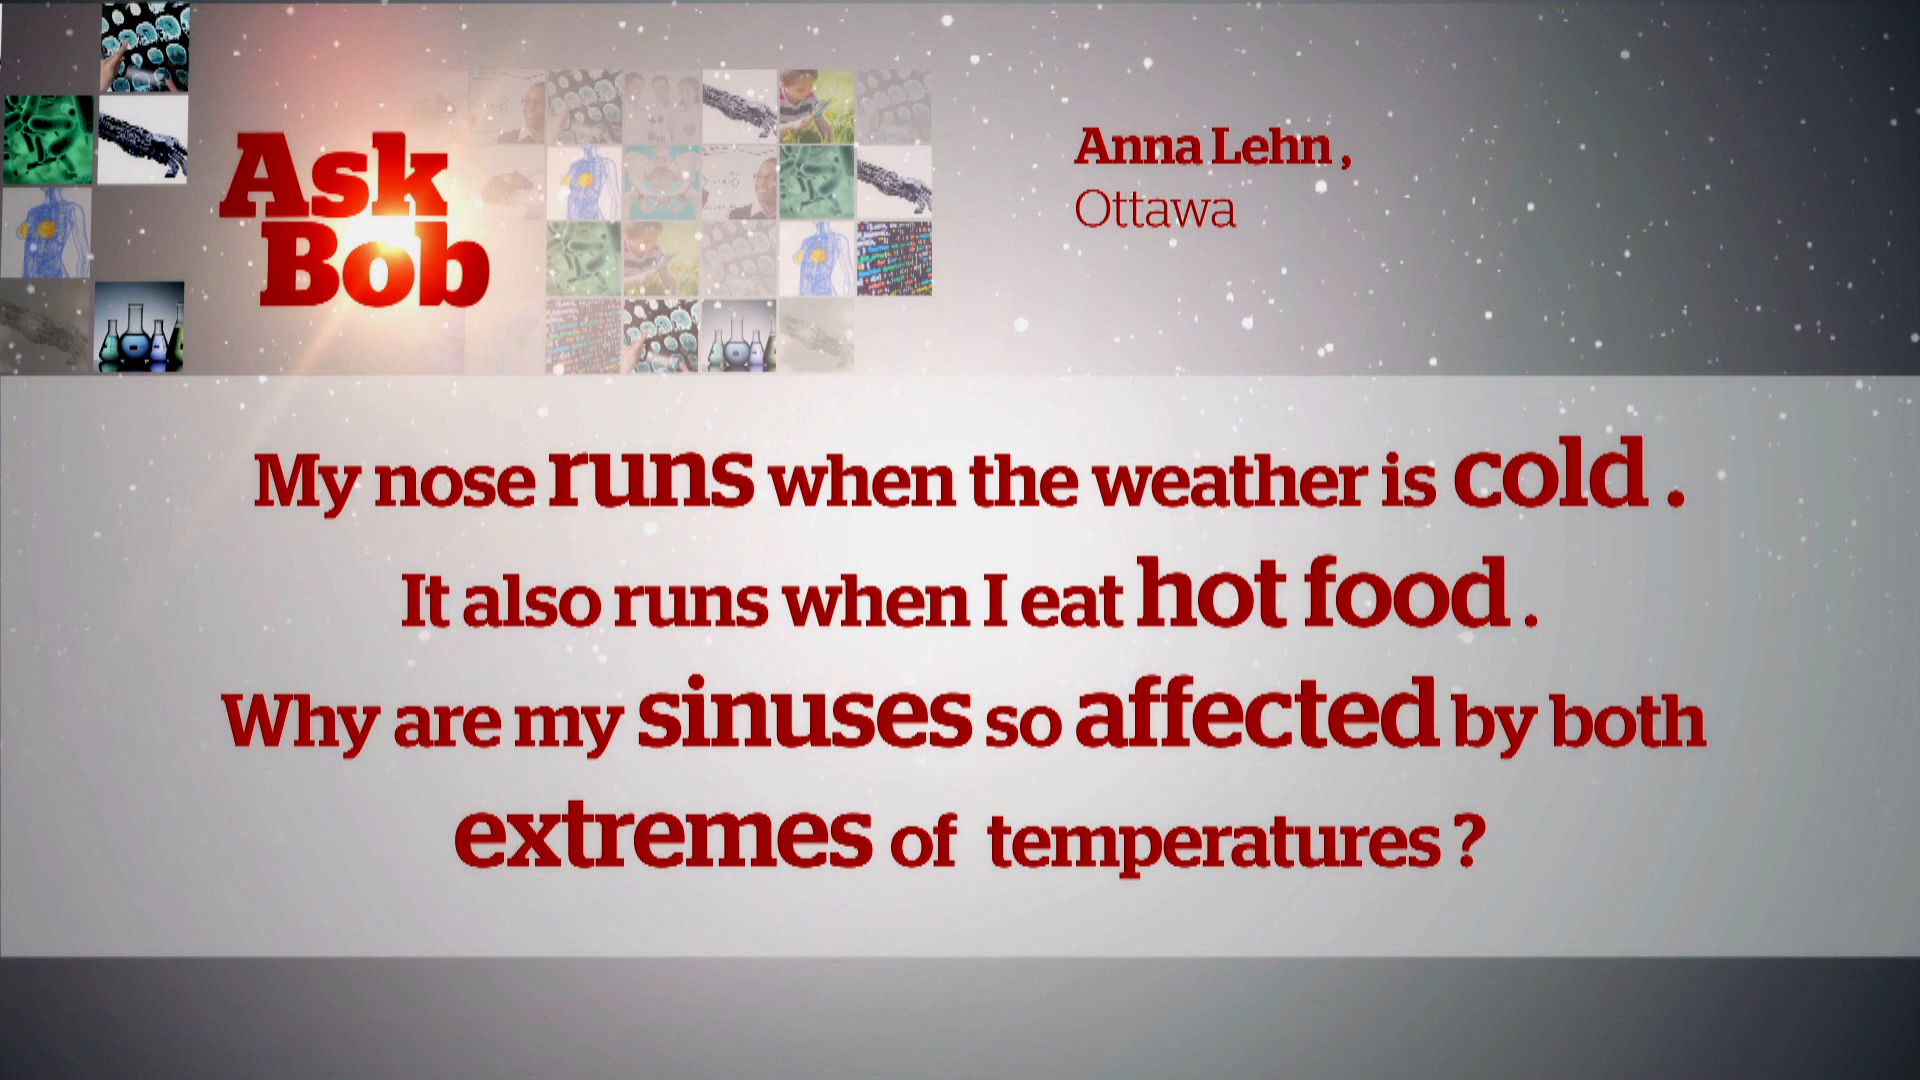 Ask
Bob
Anna Lehn ,
Ottawa
My nose runs when the weather is cold .
It also runs when I eat hot food .
Why are my sinuses so affected by both
extremes of temperatures ?